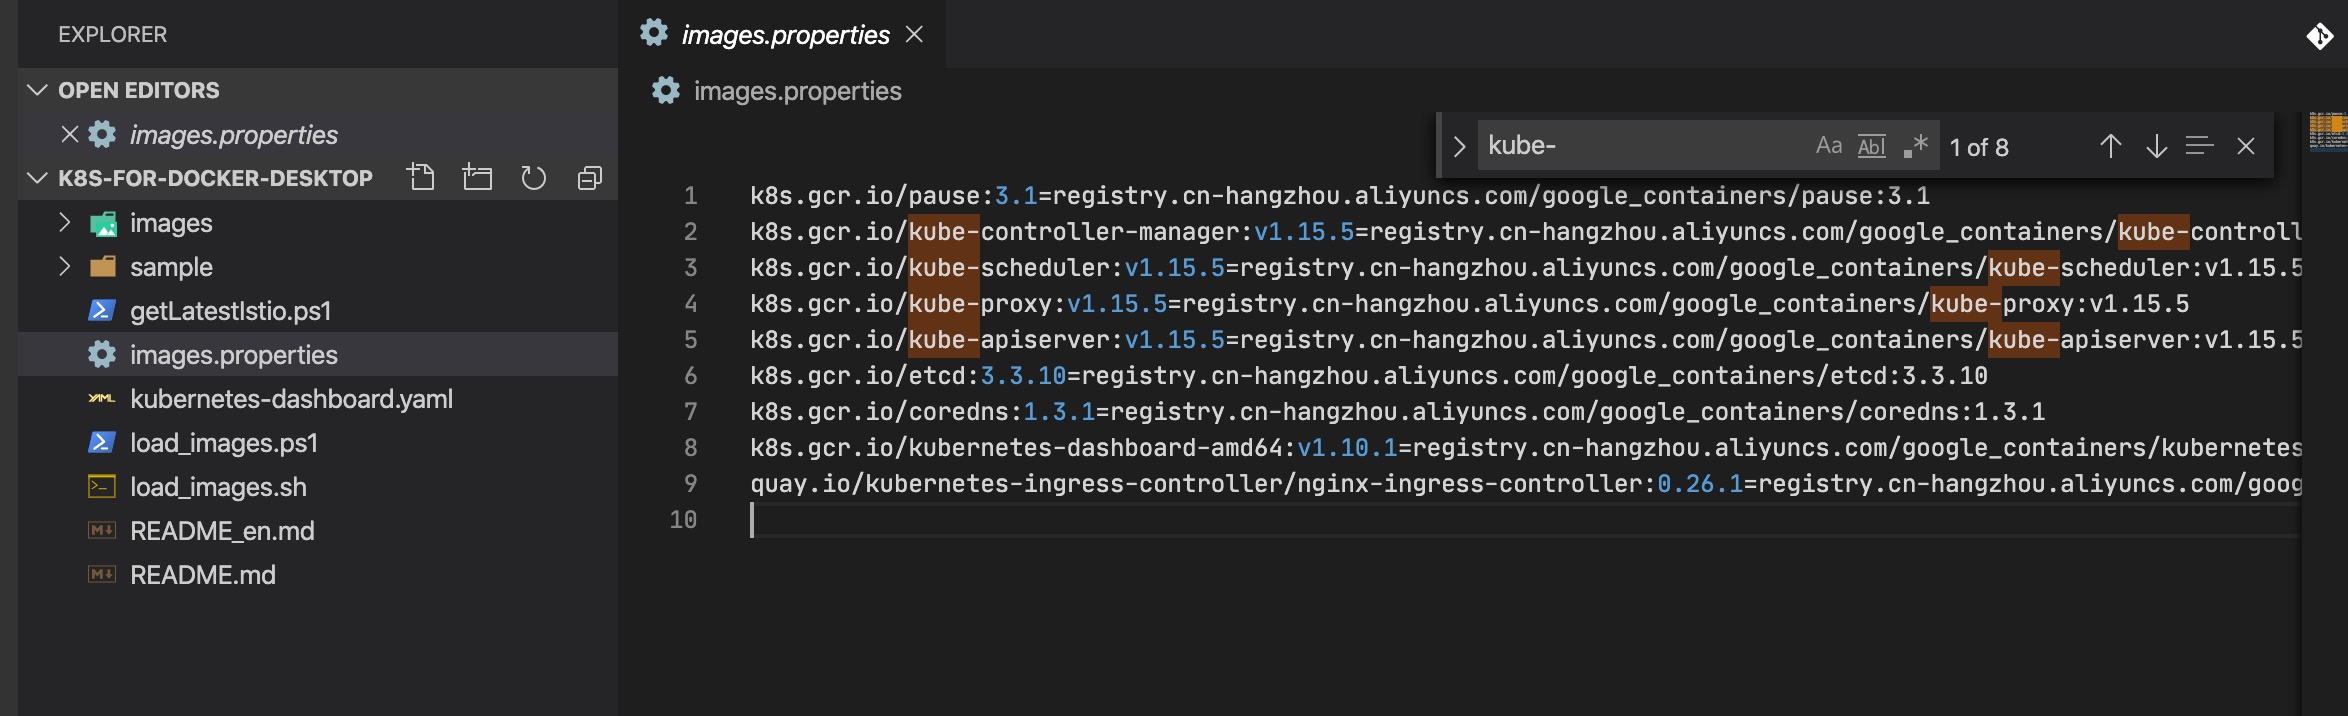 EXPLORER
OPEN EDITORS
images.properties
K8S-FOR-DOCKER-DESKTOP
images
sample
getLatestIstio.ps1
images.properties
kubernetes-dashboard.yaml
load_images.ps1
load_images.sh
README_en.md
README.md
images.properties
images.properties
kube-
Aa
Abl
.*
1 of 8
1 k8s.gcr.io/pause:3.1=registry.cn-hangzhou.aliyuncs.com/google_containers/pause:3.1
2 k8s.gcr.io/kube-controller-manager:v1.15.5=registry.cn-hangzhou.aliyuncs.com/google_containers/kube-controll
3 k8s.gcr.io/kube-scheduler:v1.15.5=registry.cn-hangzhou.aliyuncs.com/google_containers/kube-scheduler:v1.15.5
4 k8s.gcr.io/kube-proxy:v1.15.5=registry.cn-hangzhou.aliyuncs.com/google_containers/kube-proxy:v1.15.5
5 k8s.gcr.io/kube-apiserver:v1.15.5=registry.cn-hangzhou.aliyuncs.com/google_containers/kube-apiserver:v1.15.5
6 k8s.gcr.io/etcd:3.3.10=registry.cn-hangzhou.aliyuncs.com/google_containers/etcd:3.3.10
7 k8s.gcr.io/coredns:1.3.1=registry.cn-hangzhou.aliyuncs.com/google_containers/coredns:1.3.1
8 k8s.gcr.io/kubernetes-dashboard-amd64:v1.10.1=registry.cn-hangzhou.aliyuncs.com/google_containers/kubernetes
9 quay.io/kubernetes-ingress-controller/nginx-ingress-controller:0.26.1=registry.cn-hangzhou.aliyuncs.com/goog
10